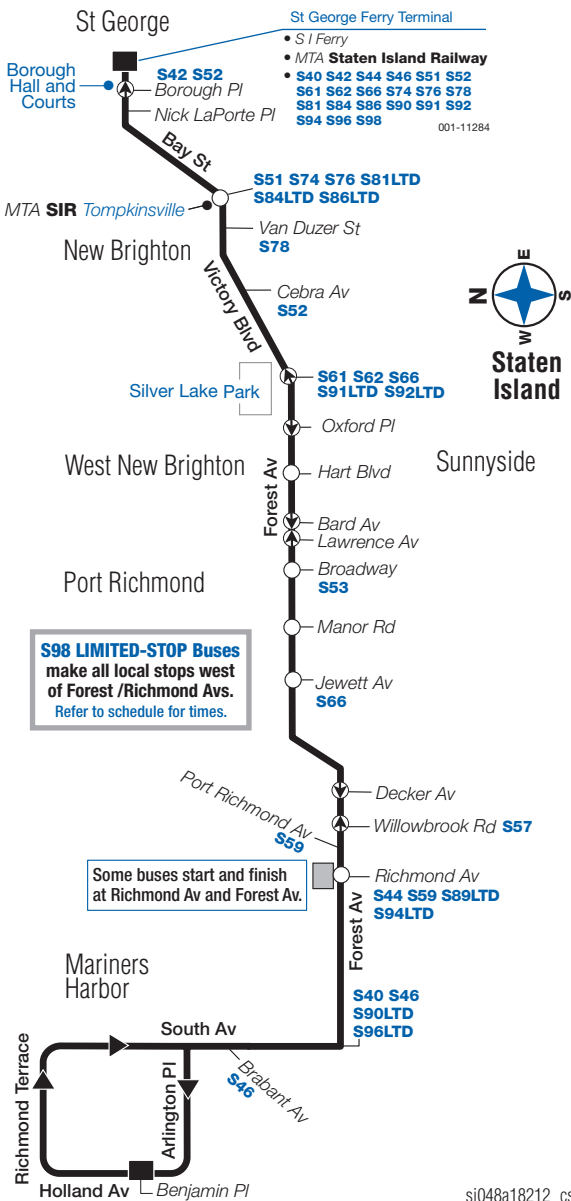 St George
St George Ferry Terminal
• S I Ferry
• MTA Staten Island Railway
• S40 S42 S44 S46 S51 S52
S61 S62 S66 S74 S76 S78
S81 S84 S86 S90 S91 S92
S94 S96 S98
001-11284
Borough
Hall and
Courts
S42 S52
Borough Pl
Nick LaPorte Pl
Bay St
S51 S74 S76 S81LTD
S84LTD S86LTD
MTA SIR Tompkinsville
Van Duzer St
S78
New Brighton
Victory Blvd
Cebra Av
S52
N
E
S
W
Staten
Island
Silver Lake Park
S61 S62 S66
S91LTD S92LTD
Oxford Pl
West New Brighton
Forest Av
Hart Blvd
Sunnyside
Bard Av
Lawrence Av
Broadway
S53
Port Richmond
Manor Rd
S98 LIMITED-STOP Buses
make all local stops west
of Forest /Richmond Avs.
Refer to schedule for times.
Jewett Av
S66
Decker Av
Port Richmond Av
S59
Willowbrook Rd S57
Some buses start and finish
at Richmond Av and Forest Av.
Richmond Av
S44 S59 S89LTD
S94LTD
Forest Av
Mariners
Harbor
S40 S46
S90LTD
S96LTD
South Av
Brabant Av
S46
Arlington Pl
Richmond Terrace
Holland Av
Benjamin Pl
si048a18212_cs